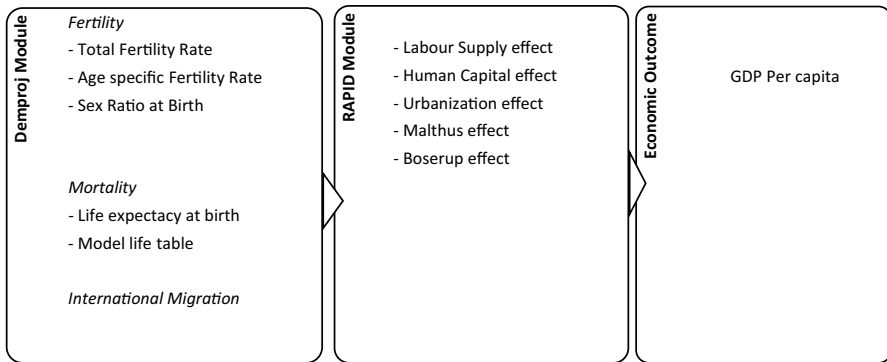 Demproj Module
Fertility
- Total Fertility Rate
- Age specific Fertility Rate
- Sex Ratio at Birth
Mortality
- Life expectacy at birth
- Model life table
International Migration
RAPID Module
- Labour Supply effect
- Human Capital effect
- Urbanization effect
- Malthus effect
- Boserup effect
Economic Outcome
GDP Per capita